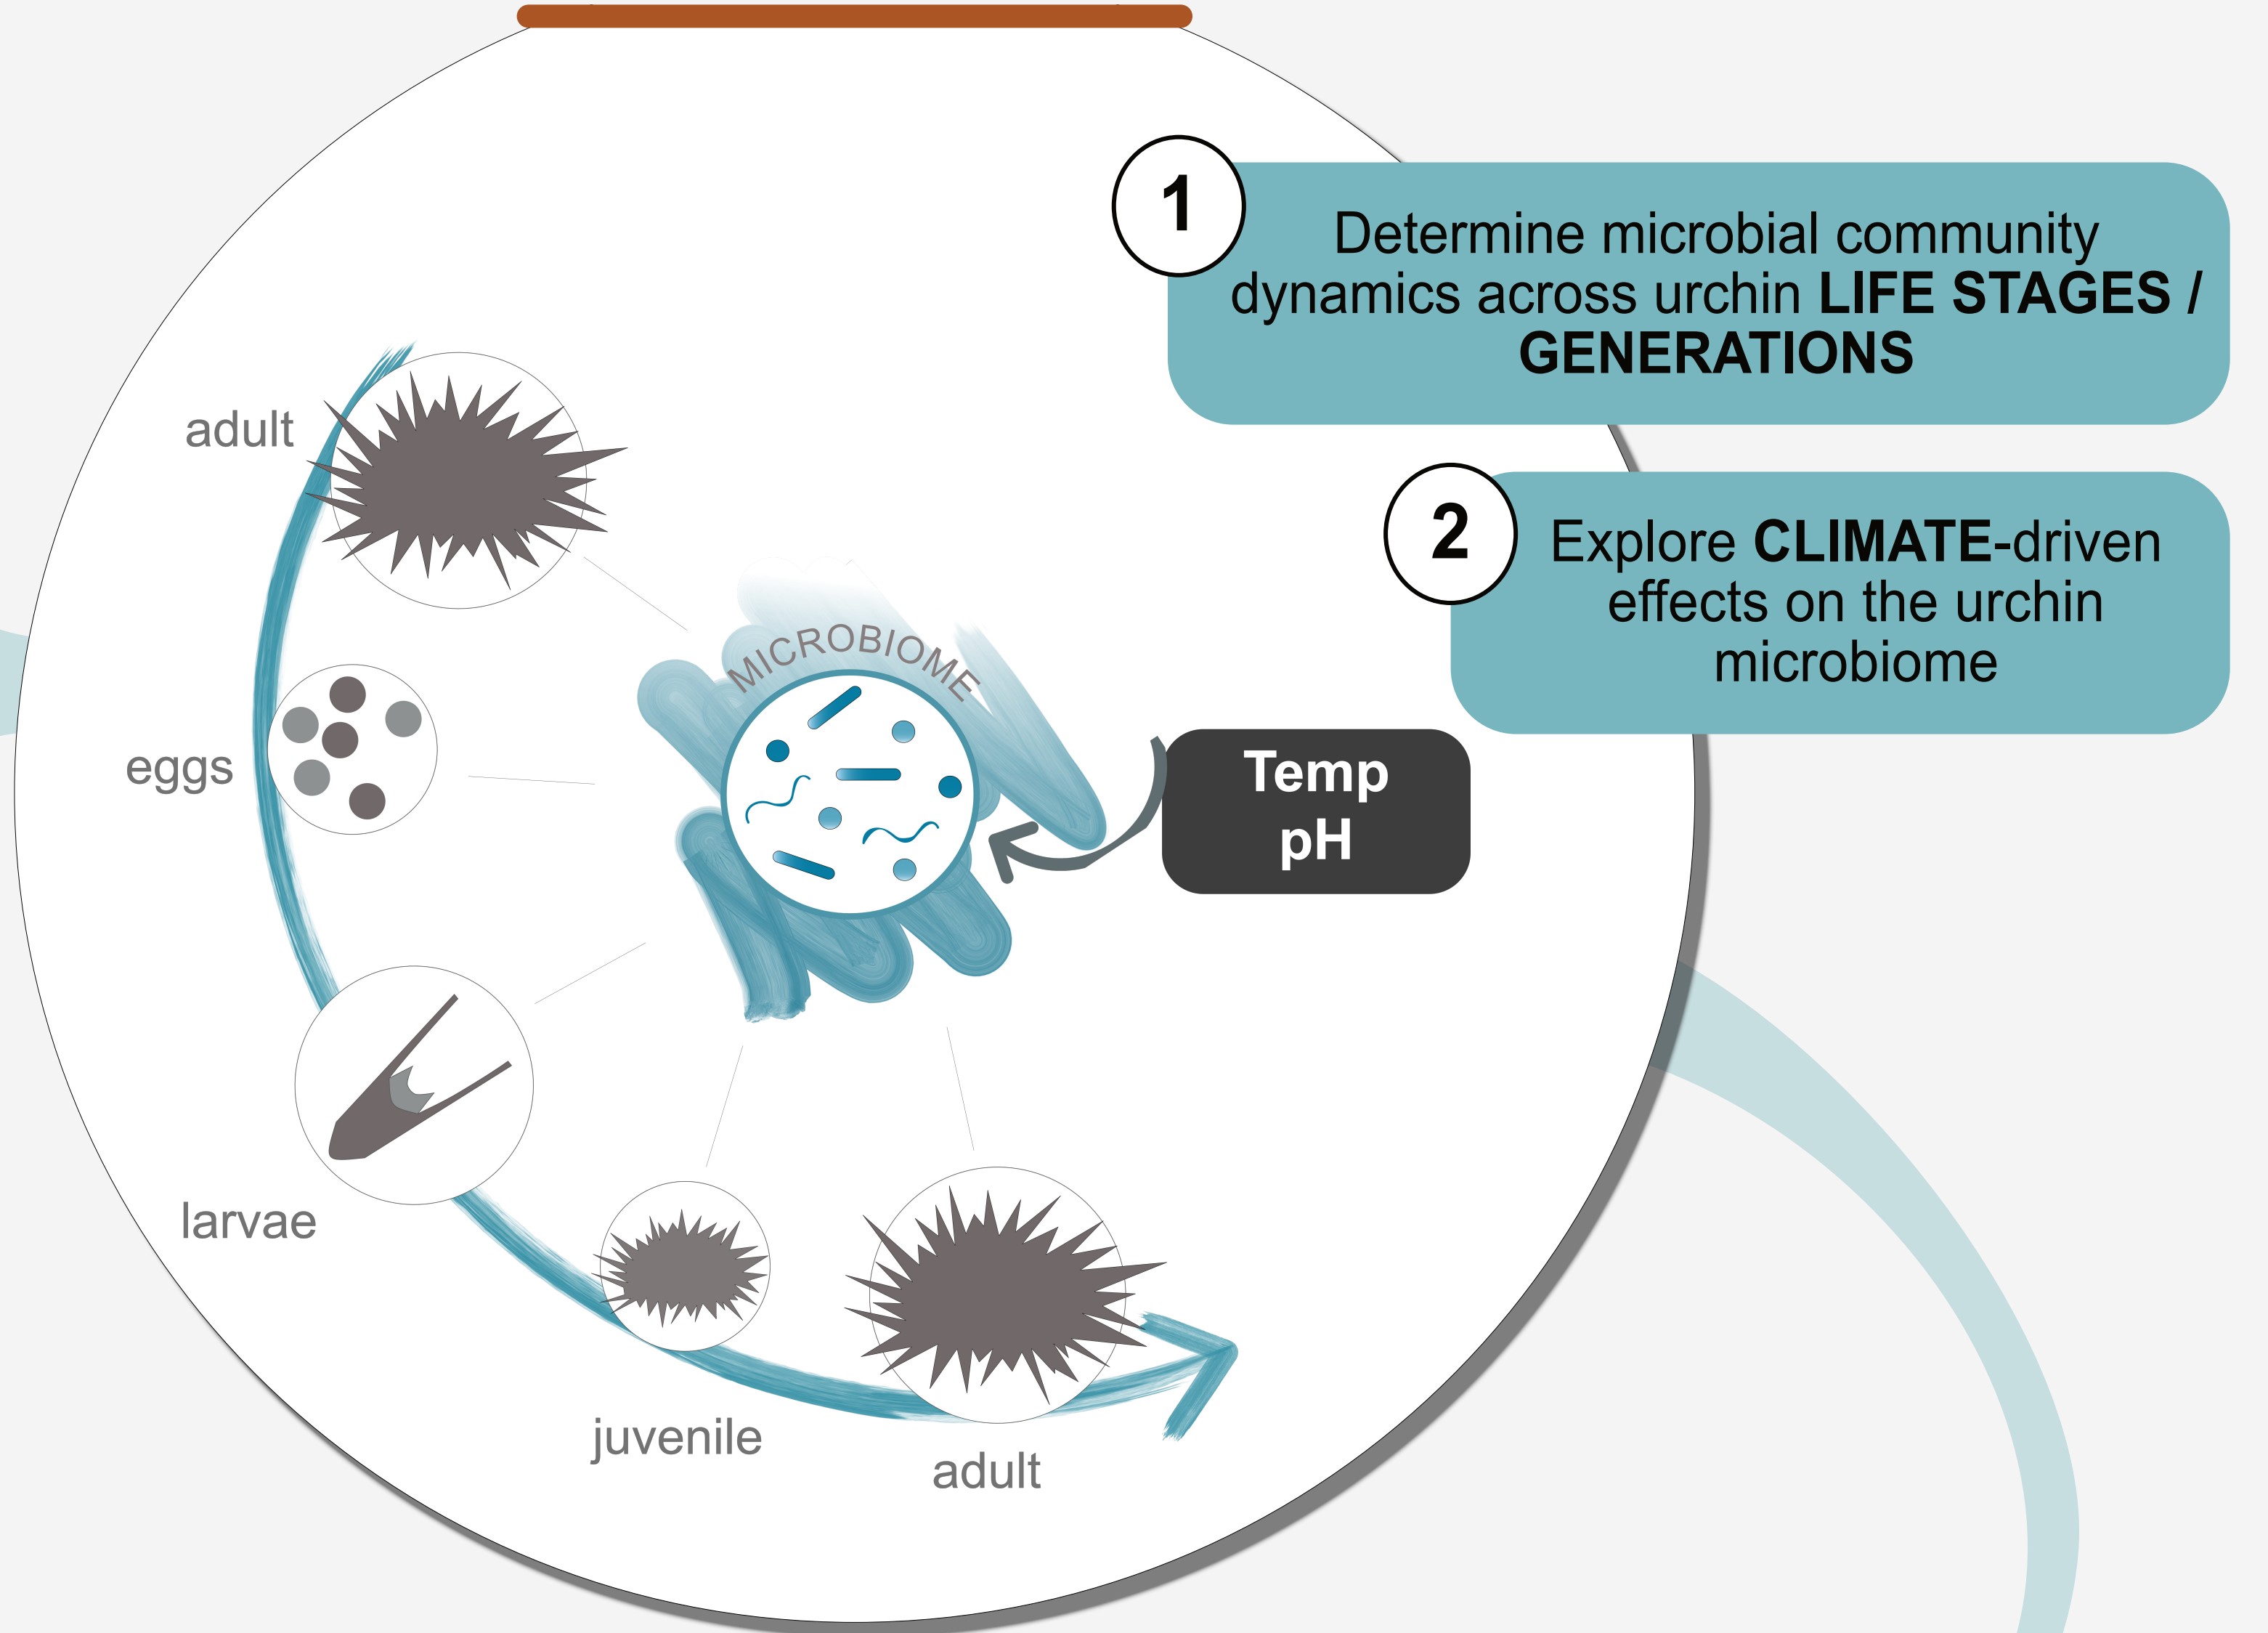 1
Determine microbial community
dynamics across urchin LIFE STAGES /
GENERATIONS
2
Explore CLIMATE-driven
effects on the urchin
microbiome
adult
eggs
larvae
juvenile
adult
MICROBIOME
Temp
pH